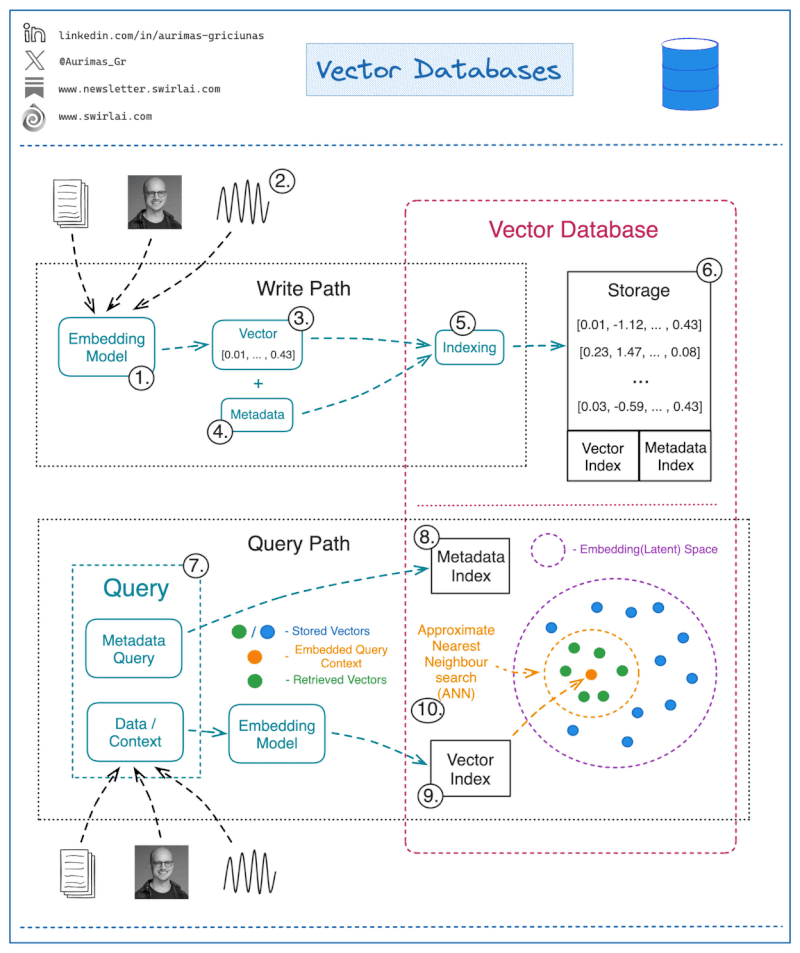 linkedin.com/in/aurimas-griciunas
@Aurimas_Gr
www.newsletter.swirlai.com
www.swirlai.com
Vector Databases
2.
Vector Database
Write Path
Embedding
Model
1.
3.
Vector
[0.01, ... , 0.43]
+
4.
Metadata
5.
Indexing
6.
Storage
[0.01, -1.12, ... , 0.43]
[0.23, 1.47, ... , 0.08]
...
[0.03, -0.59, ... , 0.43]
Vector
Index
Metadata
Index
Query Path
7.
Query
Metadata
Query
Data /
Context
Embedding
Model
/ - Stored Vectors
- Embedded Query
Context
- Retrieved Vectors
8.
Metadata
Index
- Embedding(Latent) Space
Approximate
Nearest
Neighbour
search
(ANN)
10.
Vector
Index
9.